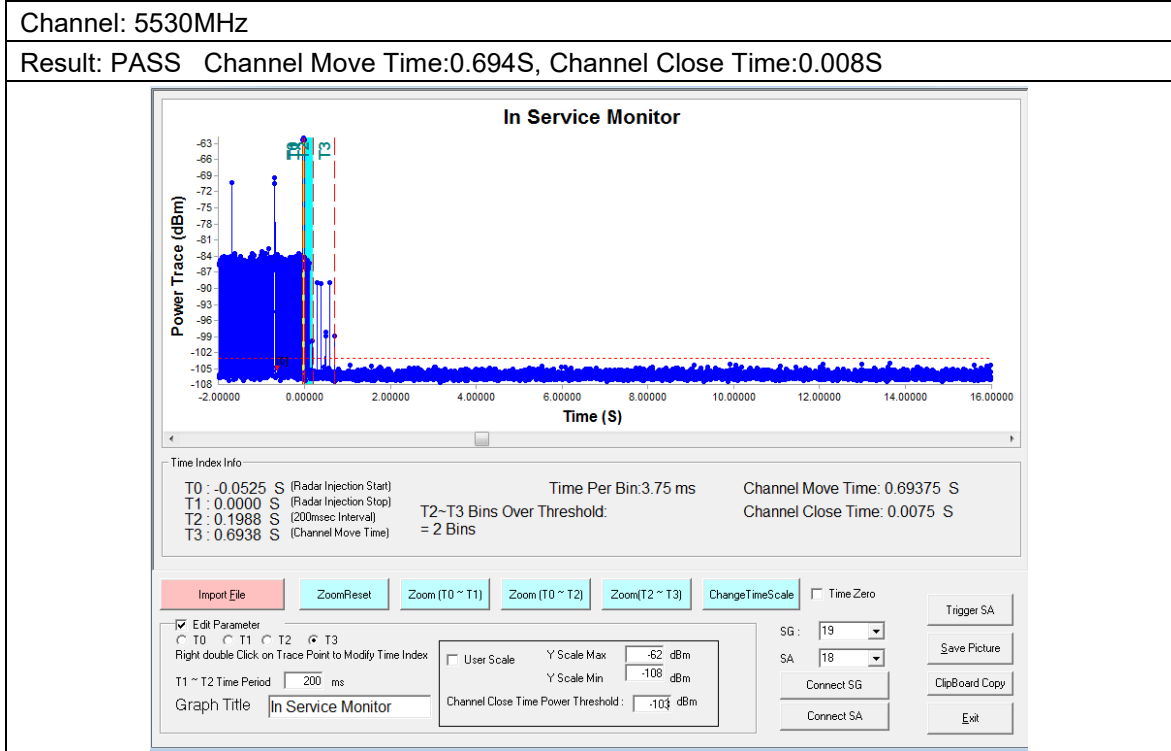 Channel: 5530MHz
Result: PASS Channel Move Time:0.694S, Channel Close Time:0.008S
In Service Monitor
T3
Power Trace (dBm)
-63
-66
-69
-72
-75
-78
-81
-84
-87
-90
-93
-96
-99
-102
-105
-108
-2.00000 0.00000 2.00000 4.00000 6.00000 8.00000 10.00000 12.00000 14.00000 16.00000
Time (S)
Time Index Info
T0 : -0.0525 S (Radar Injection Start)
T1 : 0.0000 S (Radar Injection Stop)
T2 : 0.1988 S (200msec Interval)
T3 : 0.6938 S (Channel Move Time)
Time Per Bin:3.75 ms
T2~T3 Bins Over Threshold:
= 2 Bins
Channel Move Time: 0.69375 S
Channel Close Time: 0.0075 S
Import File ZoomReset Zoom (T0 ~ T1) Zoom (T0 ~ T2) Zoom(T2 ~ T3) ChangeTimeScale Time Zero
Edit Parameter
T0 T1 T2 T3
Right double Click on Trace Point to Modify Time Index
T1 ~ T2 Time Period 200 ms
Graph Title In Service Monitor
User Scale Y Scale Max -62 dBm
Y Scale Min -108 dBm
Channel Close Time Power Threshold : -103 dBm
SG : 19
SA 18
Connect SG
Connect SA
Trigger SA
Save Picture
ClipBoard Copy
Exit